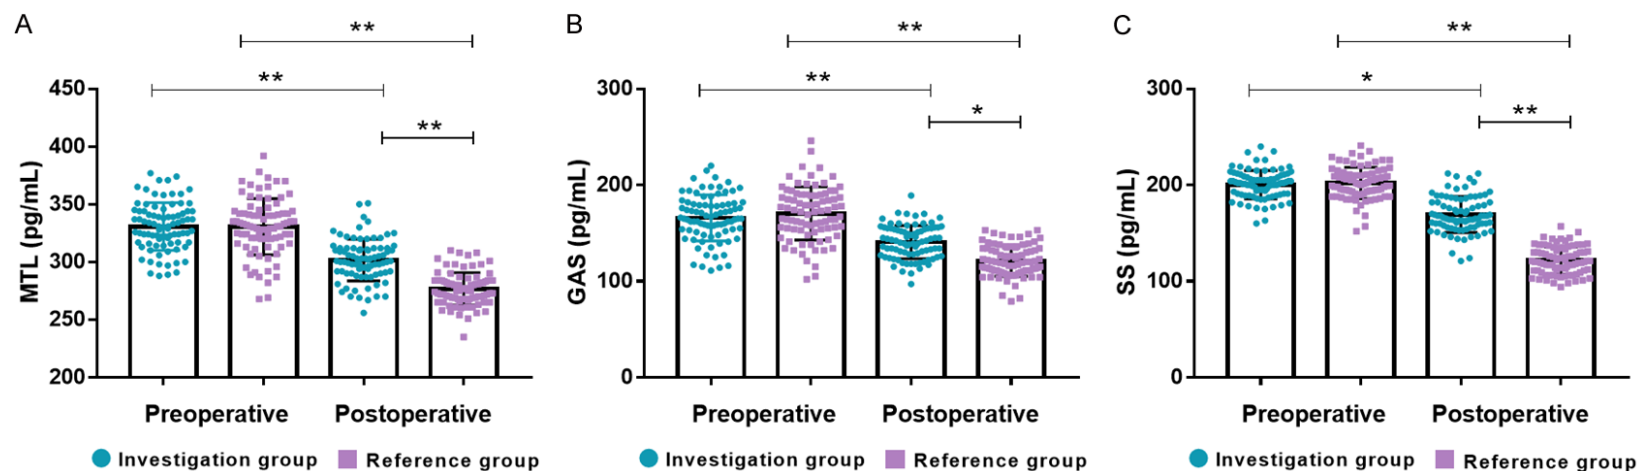 A
**
**
**
450
400
350
300
250
200
MTL (pg/mL)
Preoperative
Postoperative
Investigation group
Reference group
B
**
**
*
300
200
100
0
GAS (pg/mL)
Preoperative
Postoperative
Investigation group
Reference group
C
**
*
**
300
200
100
0
SS (pg/mL)
Preoperative
Postoperative
Investigation group
Reference group